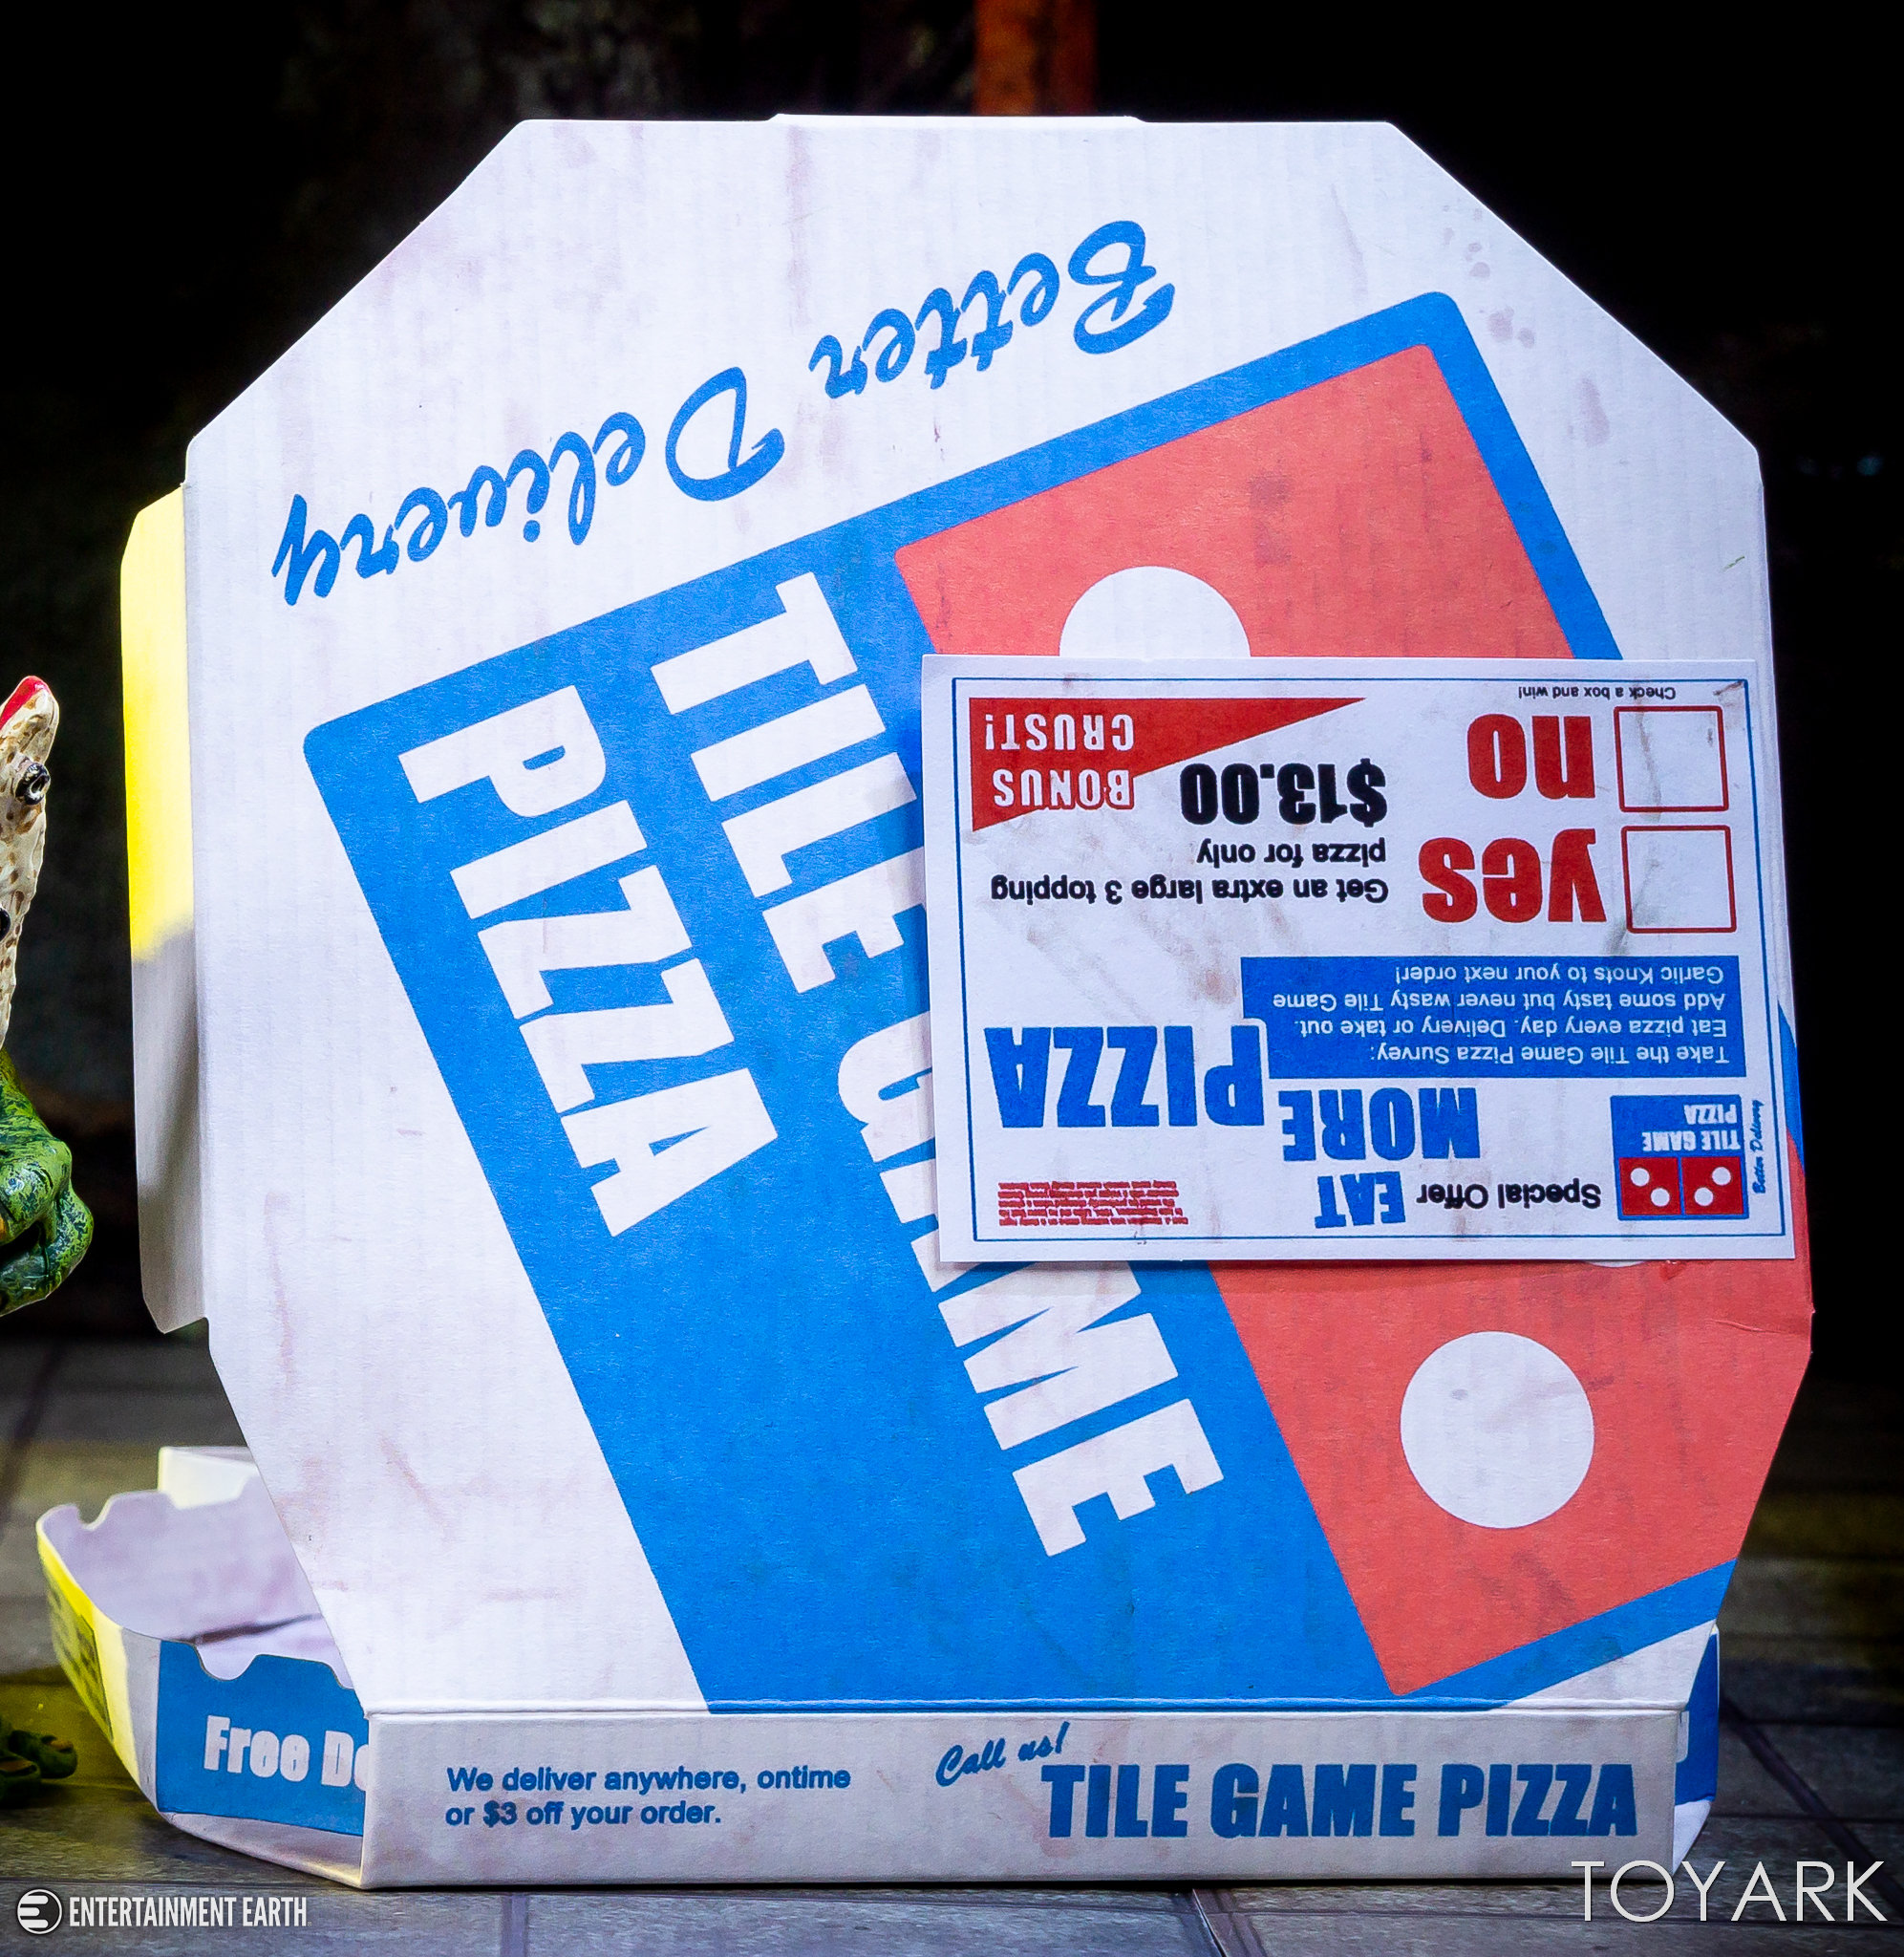 Better Delivery
TILE GAME
PIZZA
Special Offer
EAT
MORE
PIZZA
TILE GAME
PIZZA
Better Delivery
Take the Tile Game Pizza Survey:
Eat pizza every day. Delivery or take out.
Add some tasty but never wasty Tile Game
Garlic Knots to your next order!
yes
no
Check a box and win!
Get an extra large 3 topping
pizza for only
$13.00
BONUS
CRUST!
Free De
We deliver anywhere, ontime
or $3 off your order.
Call us!
TILE GAME PIZZA
ENTERTAINMENT EARTH
TOYARK